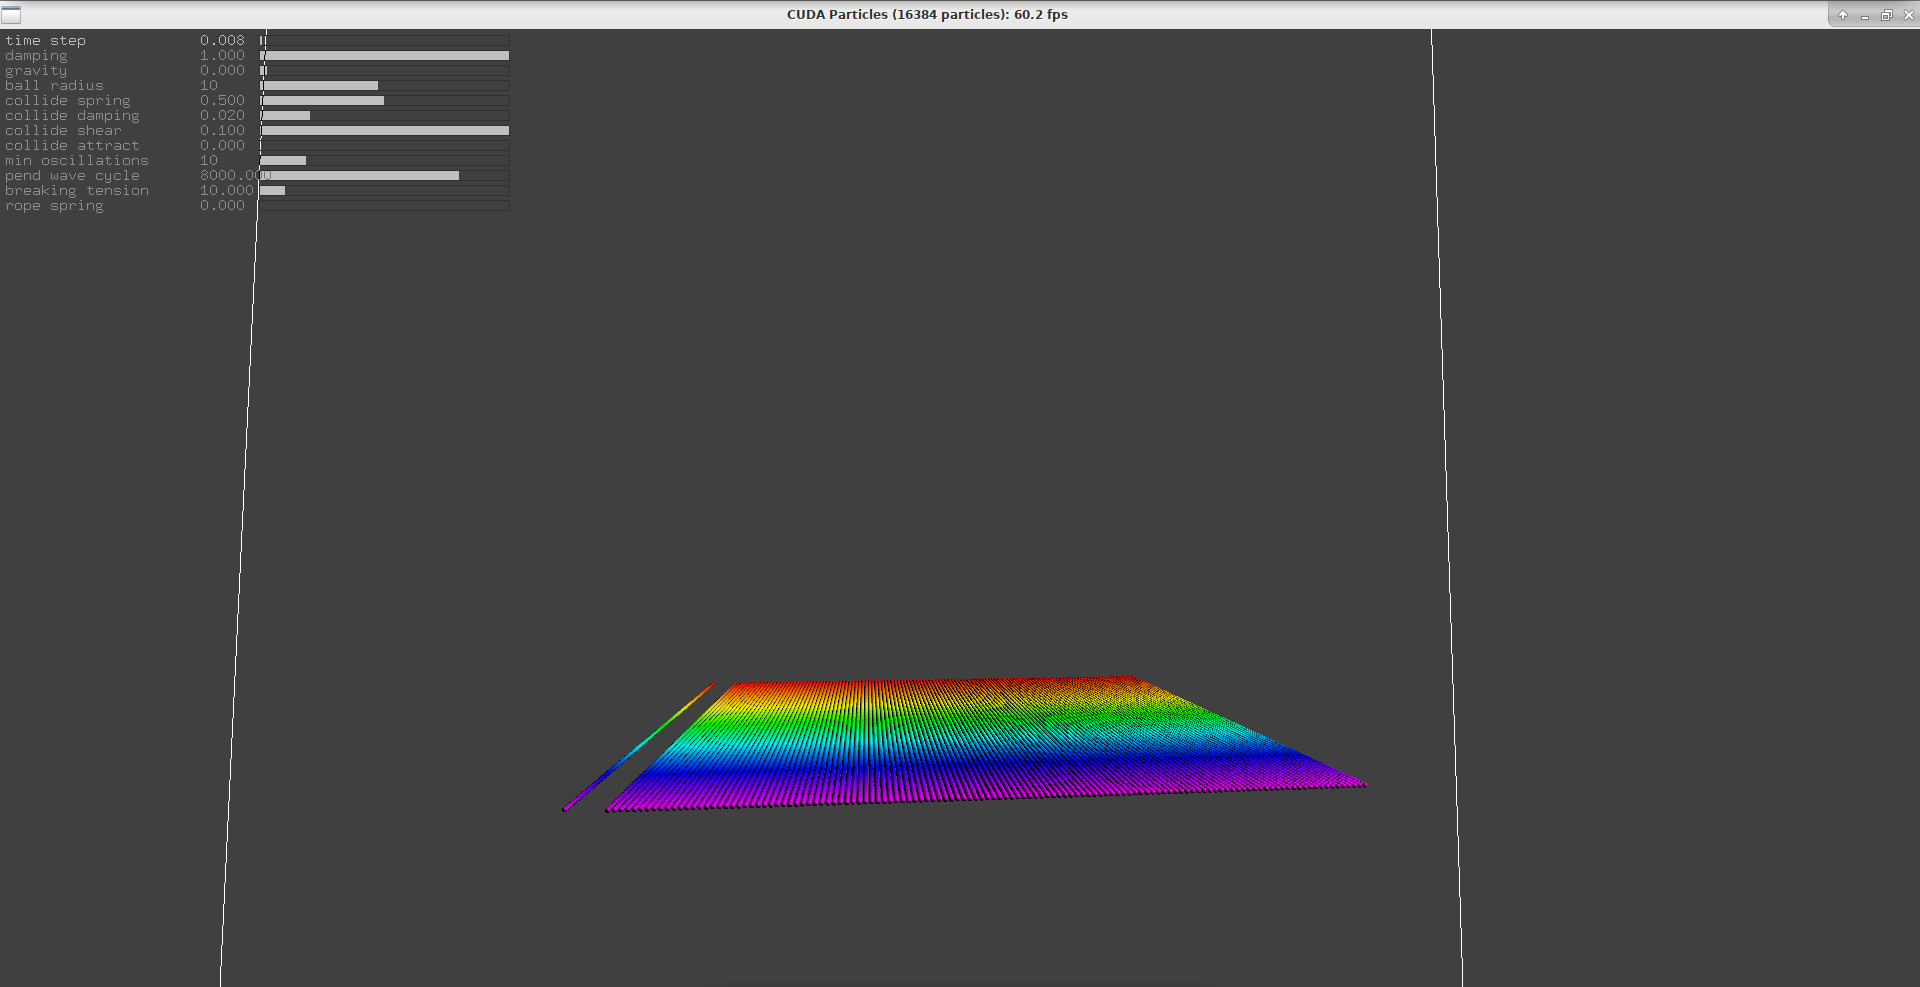 CUDA Particles (16384 particles): 60.2 fps
time step 0.008
damping 1.000
gravity 0.000
ball radius 10
collide spring 0.500
collide damping 0.020
collide shear 0.100
collide attract 0.000
min oscillations 10
pend wave cycle 8000.000
breaking tension 10.000
rope spring 0.000